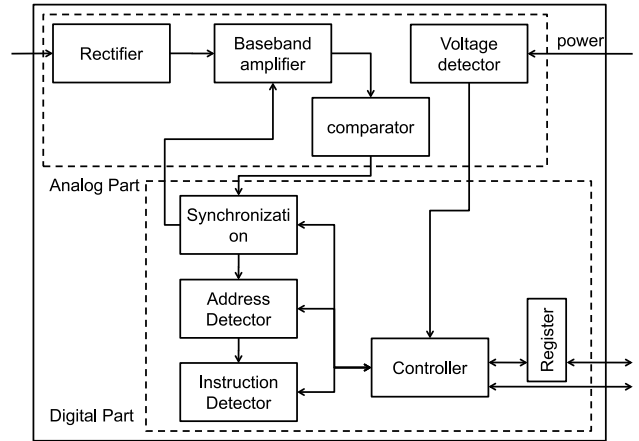 Rectifier
Baseband
amplifier
Voltage
detector
power
comparator
Analog Part
Synchronizati
on
Address
Detector
Instruction
Detector
Controller
Register
Digital Part